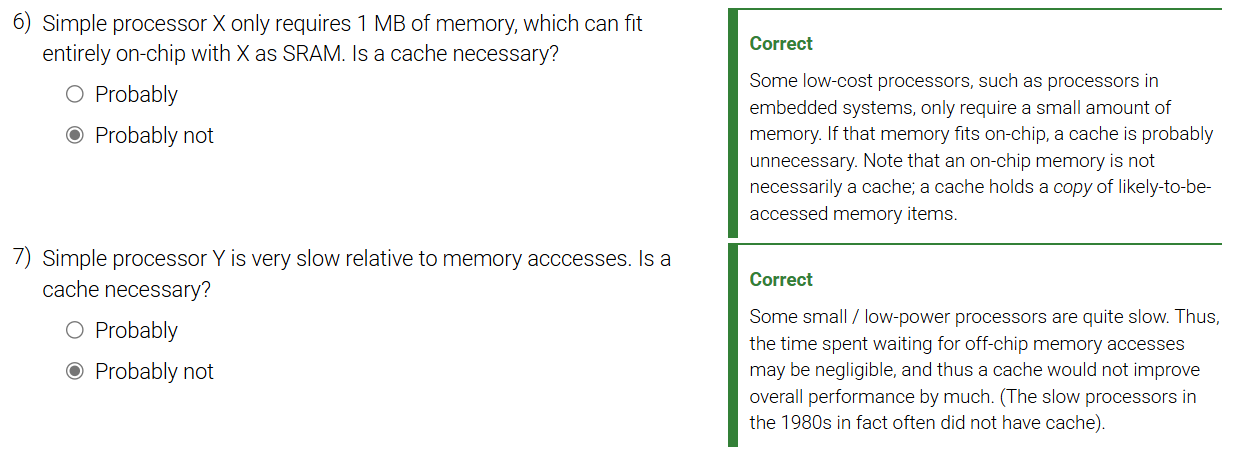 6) Simple processor X only requires 1 MB of memory, which can fit
entirely on-chip with X as SRAM. Is a cache necessary?
Probably
Probably not
Correct
Some low-cost processors, such as processors in
embedded systems, only require a small amount of
memory. If that memory fits on-chip, a cache is probably
unnecessary. Note that an on-chip memory is not
necessarily a cache; a cache holds a copy of likely-to-be-
accessed memory items.
7) Simple processor Y is very slow relative to memory acccesses. Is a
cache necessary?
Probably
Probably not
Correct
Some small / low-power processors are quite slow. Thus,
the time spent waiting for off-chip memory accesses
may be negligible, and thus a cache would not improve
overall performance by much. (The slow processors in
the 1980s in fact often did not have cache).